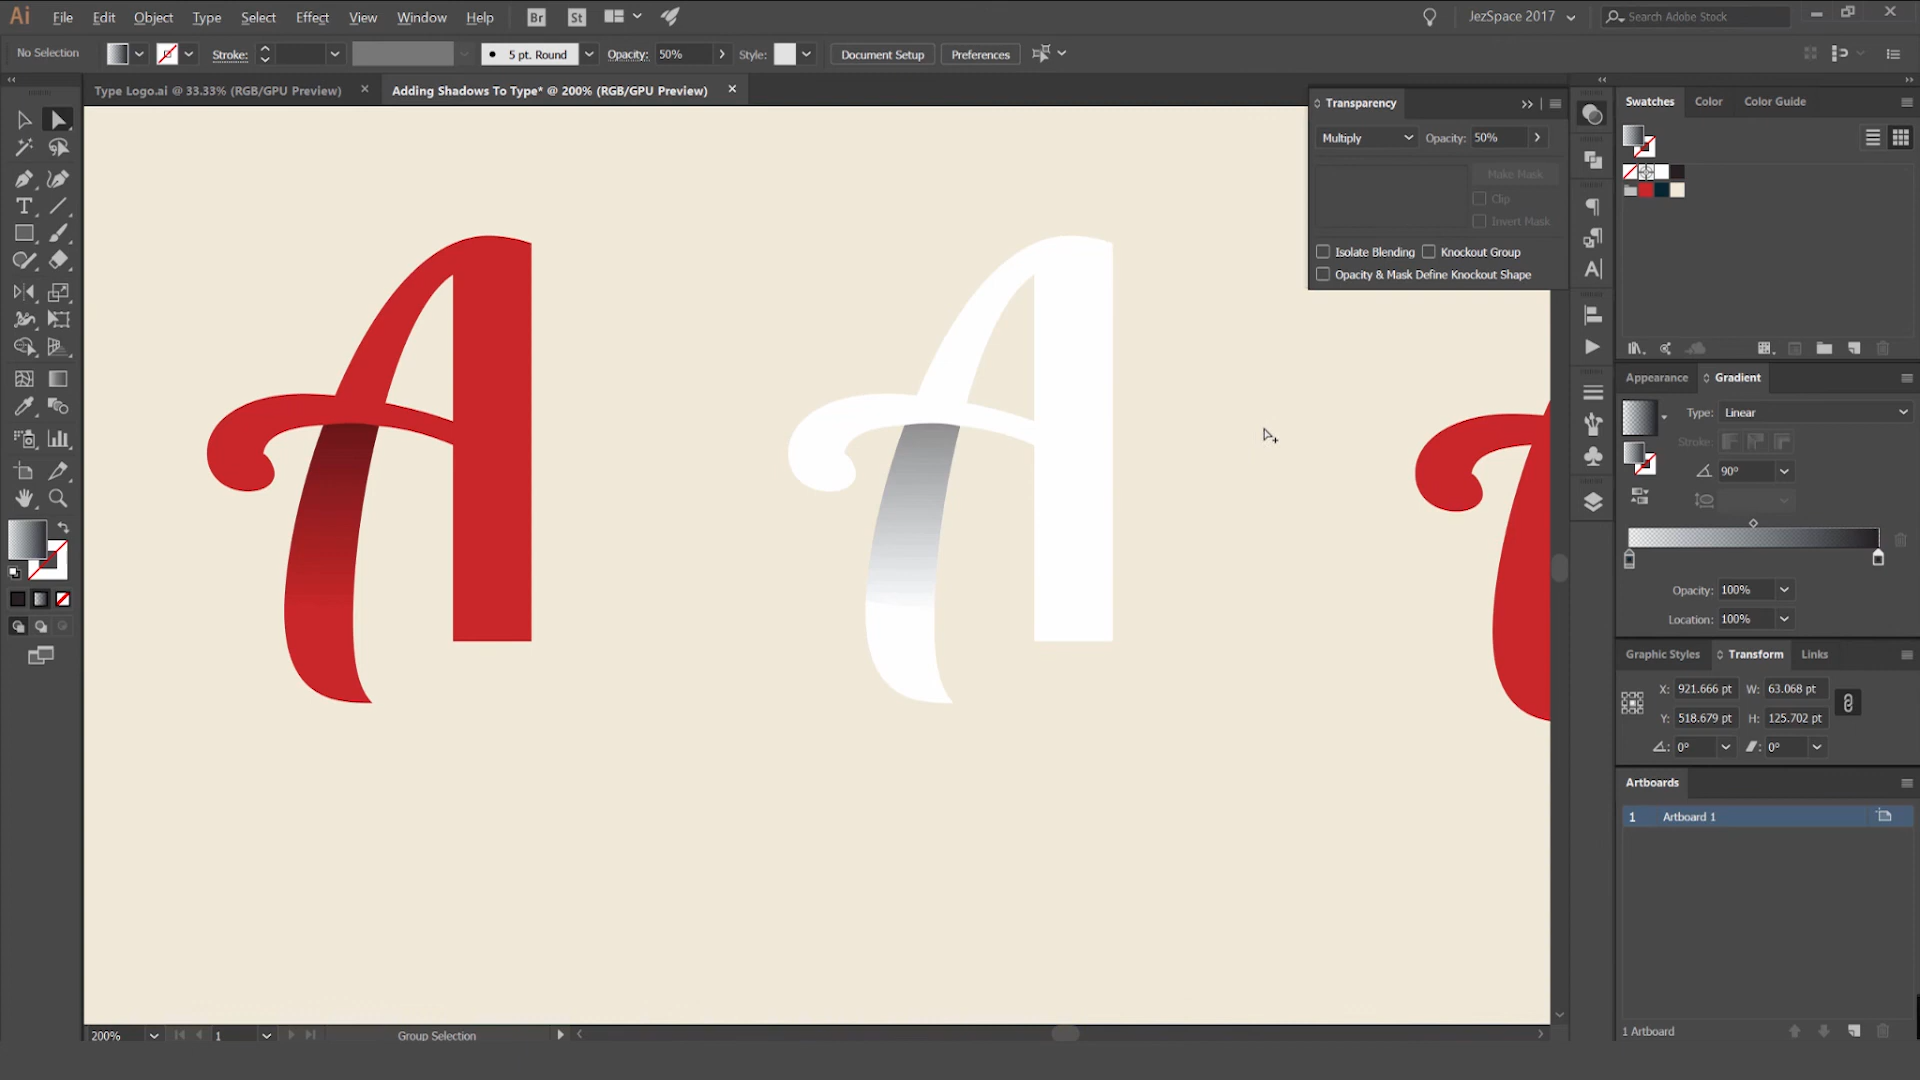 Ai File Edit Object Type Select Effect View Window Help Br St JezSpace 2017 Search Adobe Stock
No Selection Stroke: 5 pt. Round Opacity: 50% Style: Document Setup Preferences
Type Logo.ai @ 33.33% (RGB/GPU Preview) Adding Shadows To Type* @ 200% (RGB/GPU Preview)
Transparency
Multiply Opacity: 50%
Make Mask
Clip
Invert Mask
Isolate Blending Knockout Group
Opacity & Mask Define Knockout Shape
A A
Swatches Color Color Guide
Appearance Gradient
Type: Linear
Stroke:
90°
Opacity: 100%
Location: 100%
Graphic Styles Transform Links
X: 921.666 pt W: 63.068 pt
Y: 518.679 pt H: 125.702 pt
0° 0°
Artboards
1 Artboard 1
1 Artboard
200% 1 Group Selection